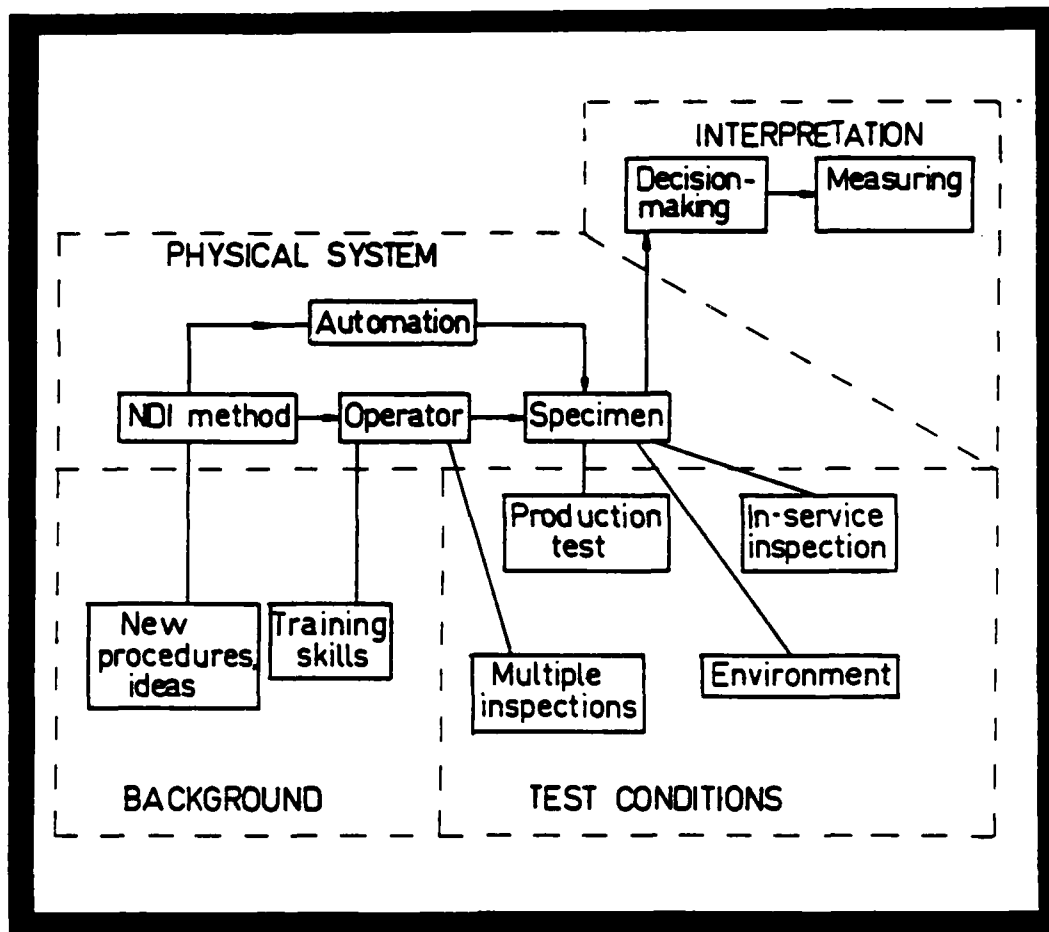 INTERPRETATION
Decision-
making
Measuring
PHYSICAL SYSTEM
Automation
NDI method
Operator
Specimen
Production
test
In-service
inspection
New
procedures,
ideas
Training
skills
Multiple
inspections
Environment
BACKGROUND
TEST CONDITIONS